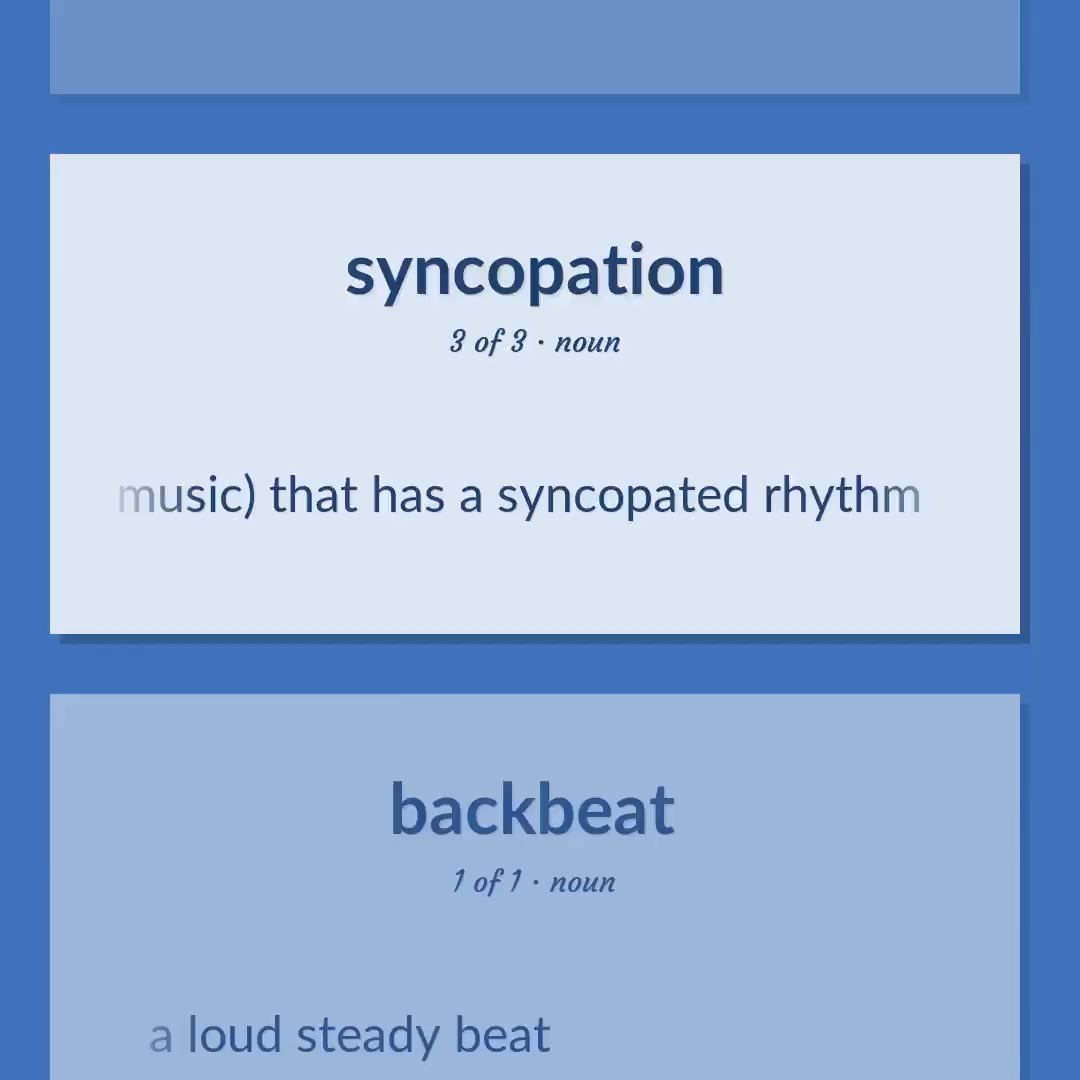 syncopation
3 of 3 · noun
music) that has a syncopated rhythm
backbeat
1 of 1 · noun
a loud steady beat